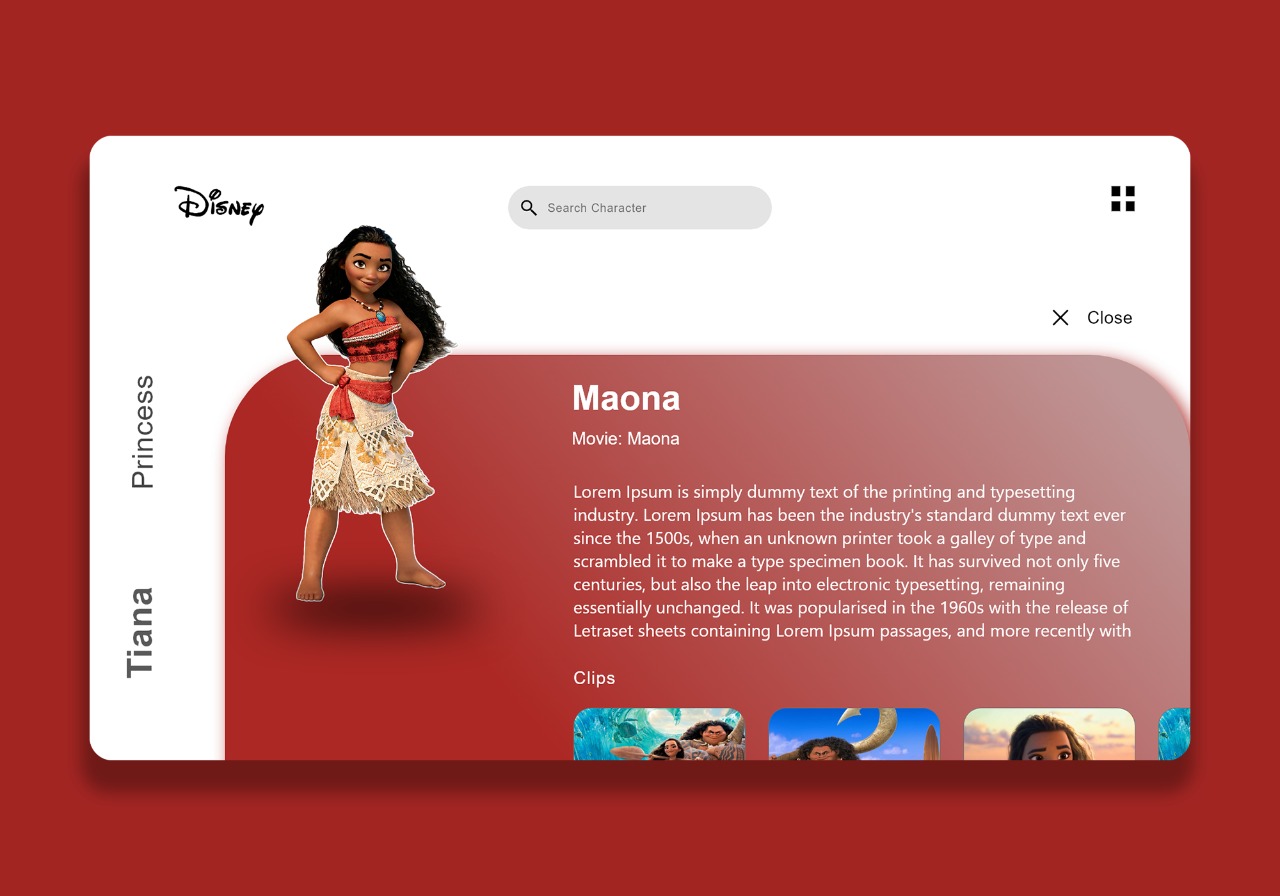 Disney
Search Character
Close
Princess
Tiana
Maona
Movie: Maona
Lorem Ipsum is simply dummy text of the printing and typesetting
industry. Lorem Ipsum has been the industry's standard dummy text ever
since the 1500s, when an unknown printer took a galley of type and
scrambled it to make a type specimen book. It has survived not only five
centuries, but also the leap into electronic typesetting, remaining
essentially unchanged. It was popularised in the 1960s with the release of
Letraset sheets containing Lorem Ipsum passages, and more recently with
Clips